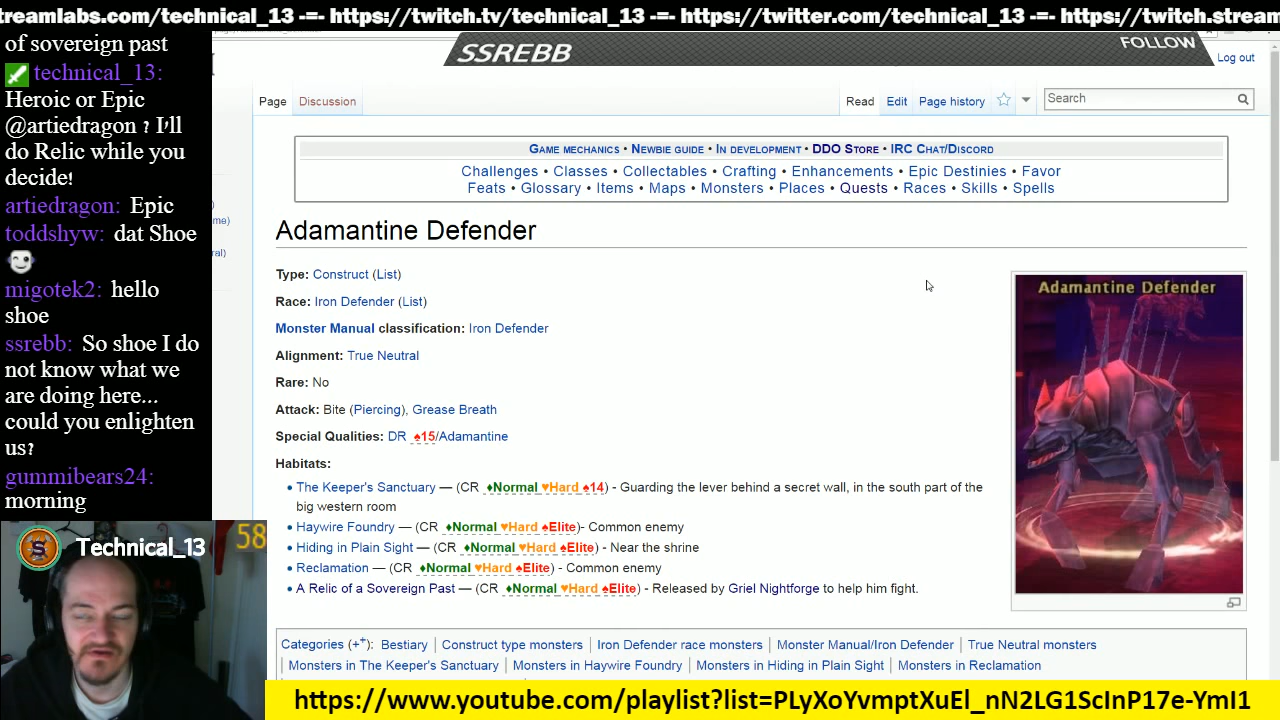 treamlabs.com/technical_13 -=- https://twitch.tv/technical_13 -=- https://twitter.com/technical_13 -=- https://twitch.stream
of sovereign past
technical_13:
Heroic or Epic
@artiedragon ? I'll
do Relic while you
decide!
artiedragon: Epic
toddshyw: dat Shoe
migotek2: hello
shoe
ssrebb: So shoe I do
not know what we
are doing here...
could you enlighten
us?
gummibears24:
morning
Technical_13
58
SSREBB
FOLLOW
Log out
Page Discussion Read Edit Page history Search
me)
ral)
Game mechanics • Newbie guide • In development • DDO Store • IRC Chat/Discord
Challenges • Classes • Collectables • Crafting • Enhancements • Epic Destinies • Favor
Feats • Glossary • Items • Maps • Monsters • Places • Quests • Races • Skills • Spells
Adamantine Defender
Type: Construct (List)
Race: Iron Defender (List)
Monster Manual classification: Iron Defender
Alignment: True Neutral
Rare: No
Attack: Bite (Piercing), Grease Breath
Special Qualities: DR ♠15/Adamantine
Habitats:
• The Keeper's Sanctuary — (CR ♦Normal ♥Hard ♠14) - Guarding the lever behind a secret wall, in the south part of the
big western room
• Haywire Foundry — (CR ♦Normal ♥Hard ♠Elite)- Common enemy
• Hiding in Plain Sight — (CR ♦Normal ♥Hard ♠Elite) - Near the shrine
• Reclamation — (CR ♦Normal ♥Hard ♠Elite) - Common enemy
• A Relic of a Sovereign Past — (CR ♦Normal ♥Hard ♠Elite) - Released by Griel Nightforge to help him fight.
Adamantine Defender
Categories (++): Bestiary | Construct type monsters | Iron Defender race monsters | Monster Manual/Iron Defender | True Neutral monsters
Monsters in The Keeper's Sanctuary | Monsters in Haywire Foundry | Monsters in Hiding in Plain Sight | Monsters in Reclamation
https://www.youtube.com/playlist?list=PLyXoYvmptXuEl_nN2LG1ScInP17e-YmI1